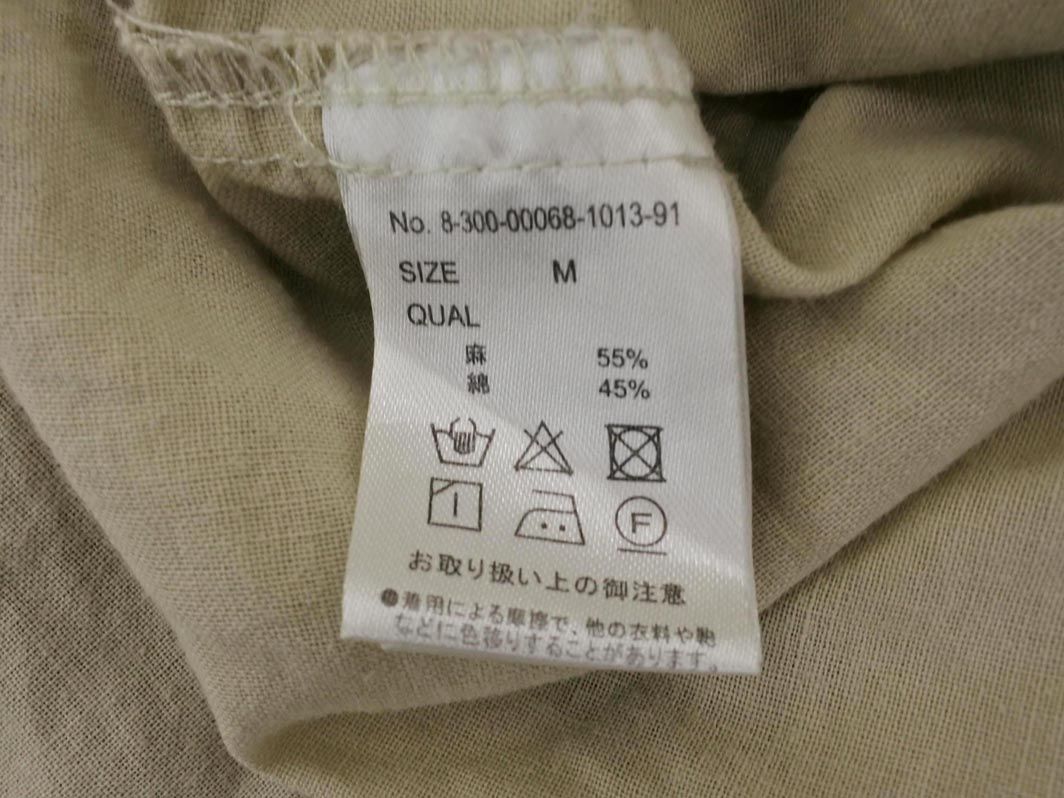 No. 8-300-00068-1013-91
SIZE M
QUAL
麻 55%
綿 45%
F
お取り扱い上の御注意
●着用による摩擦で、他の衣料や鞄
などに色移りすることがあります。